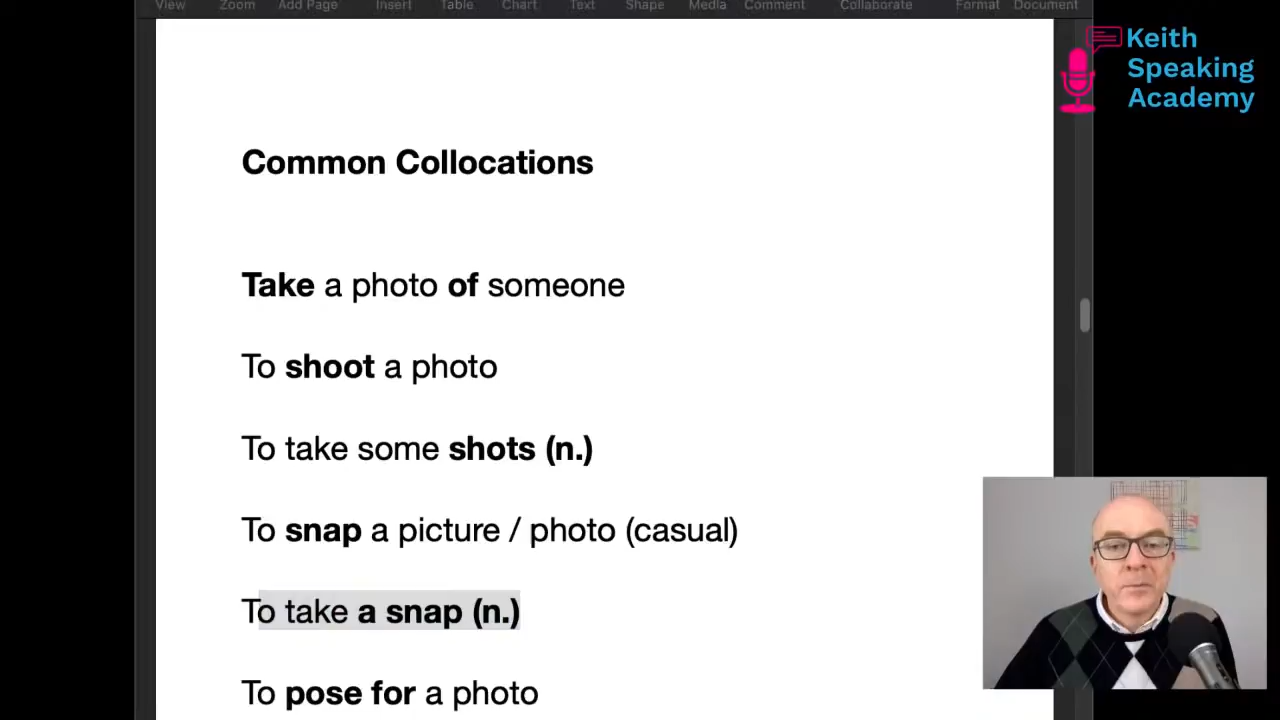 View Zoom Add Page Insert Table Chart Text Shape Media Comment Collaborate Format Document
Keith
Speaking
Academy
Common Collocations
Take a photo of someone
To shoot a photo
To take some shots (n.)
To snap a picture / photo (casual)
To take a snap (n.)
To pose for a photo